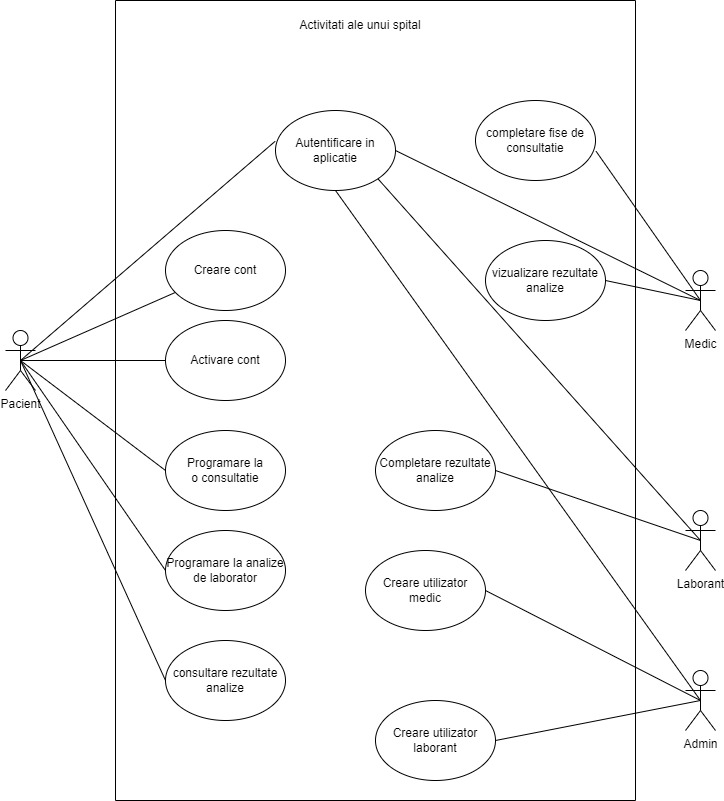 Activitati ale unui spital
Autentificare in
aplicatie
completare fise de
consultatie
Creare cont
vizualizare rezultate
analize
Medic
Activare cont
Pacient
Programare la
o consultatie
Completare rezultate
analize
Programare la analize
de laborator
Laborant
Creare utilizator
medic
consultare rezultate
analize
Creare utilizator
laborant
Admin